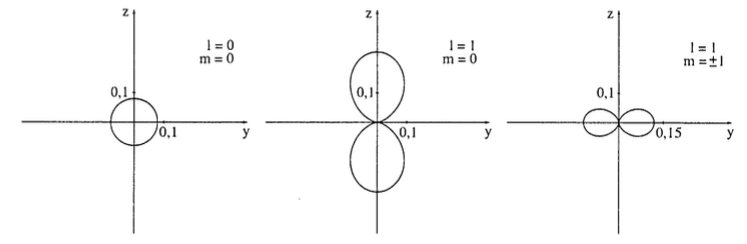 z
l = 0
m = 0
0,1
0,1
y
z
l = 1
m = 0
0,1
0,1
y
z
l = 1
m = ±1
0,1
0,15
y